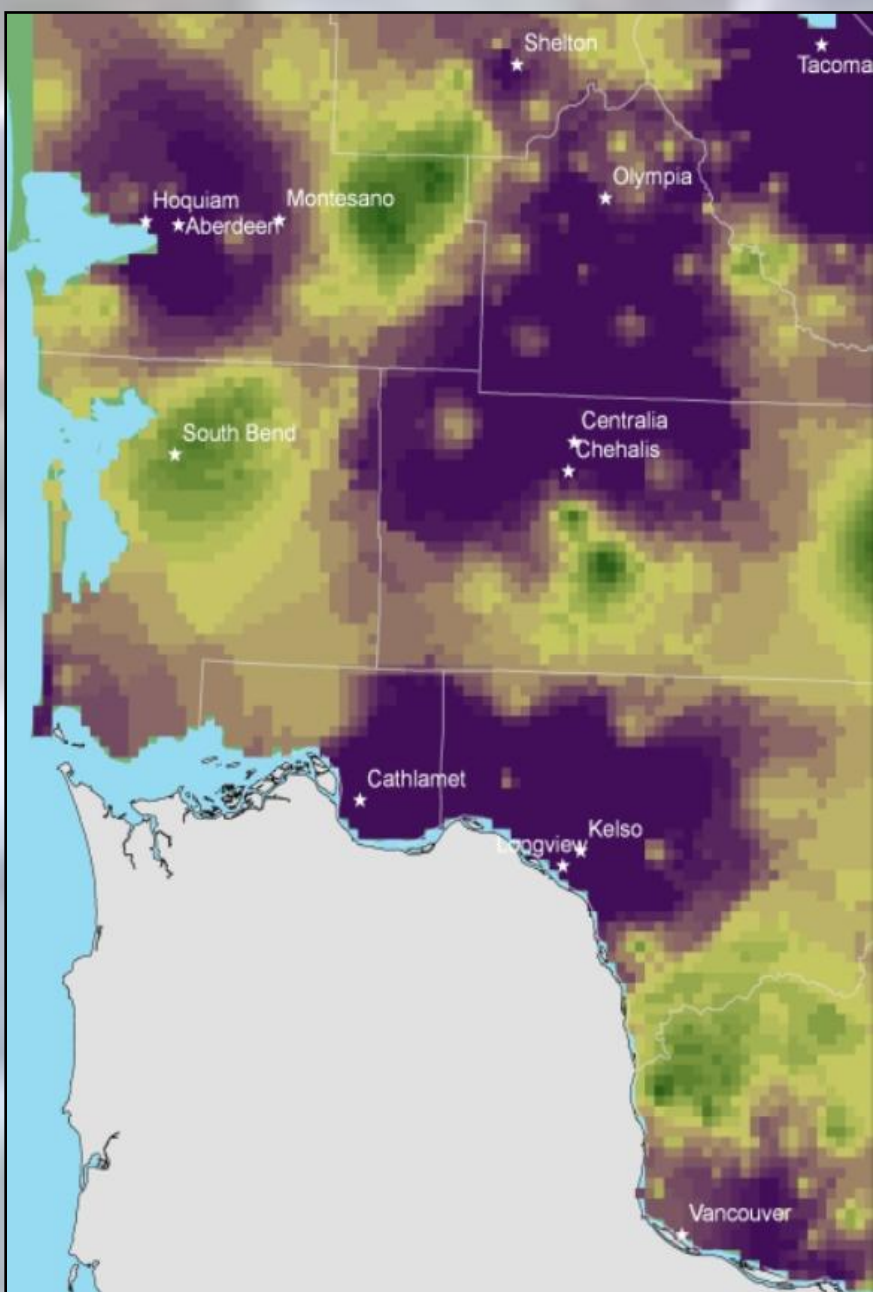 Shelton
Tacoma
Olympia
Hoquiam
Montesano
Aberdeen
South Bend
Centralia
Chehalis
Cathlamet
Kelso
Longview
Vancouver